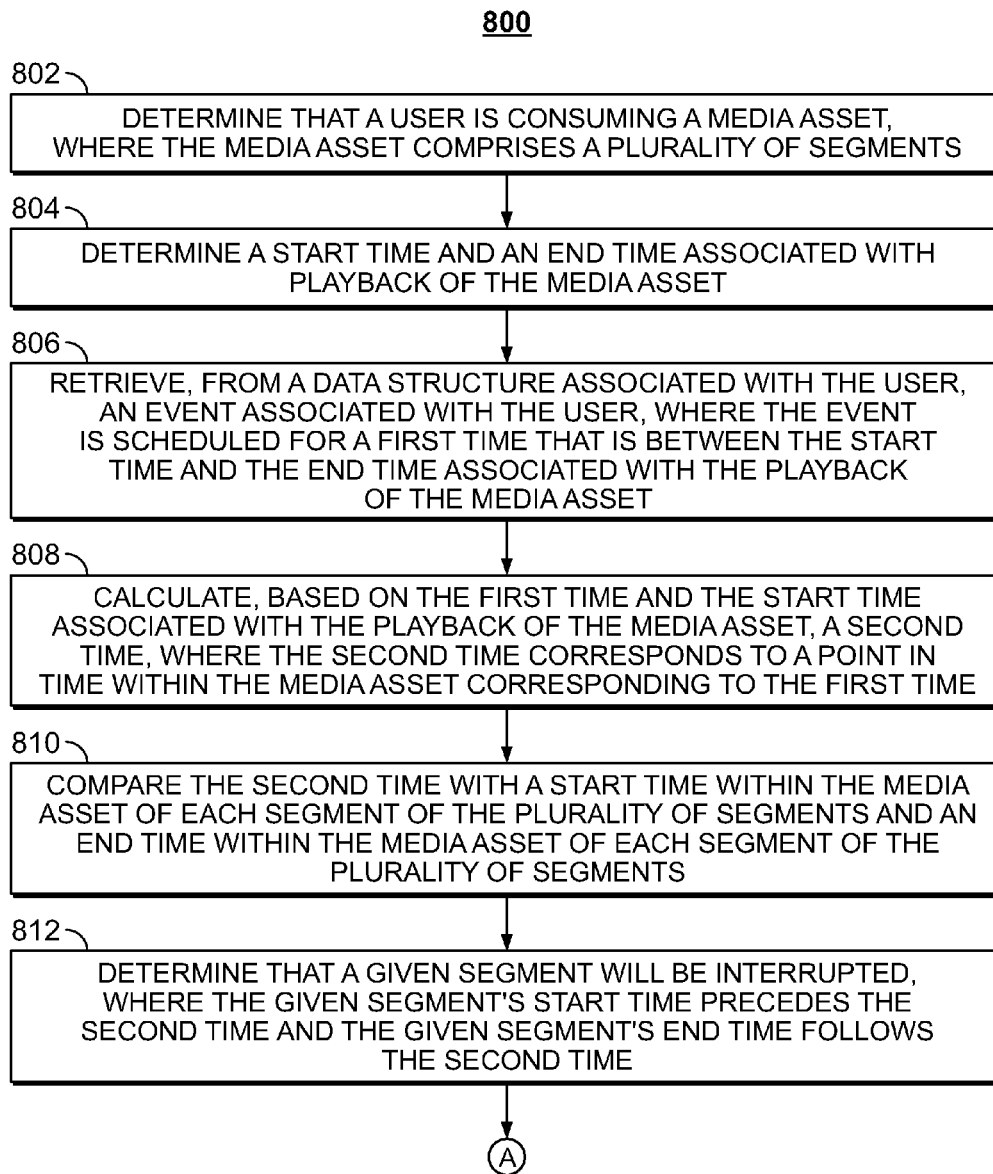 800
802
DETERMINE THAT A USER IS CONSUMING A MEDIA ASSET,
WHERE THE MEDIA ASSET COMPRISES A PLURALITY OF SEGMENTS
804
DETERMINE A START TIME AND AN END TIME ASSOCIATED WITH
PLAYBACK OF THE MEDIA ASSET
806
RETRIEVE, FROM A DATA STRUCTURE ASSOCIATED WITH THE USER,
AN EVENT ASSOCIATED WITH THE USER, WHERE THE EVENT
IS SCHEDULED FOR A FIRST TIME THAT IS BETWEEN THE START
TIME AND THE END TIME ASSOCIATED WITH THE PLAYBACK
OF THE MEDIA ASSET
808
CALCULATE, BASED ON THE FIRST TIME AND THE START TIME
ASSOCIATED WITH THE PLAYBACK OF THE MEDIA ASSET, A SECOND
TIME, WHERE THE SECOND TIME CORRESPONDS TO A POINT IN
TIME WITHIN THE MEDIA ASSET CORRESPONDING TO THE FIRST TIME
810
COMPARE THE SECOND TIME WITH A START TIME WITHIN THE MEDIA
ASSET OF EACH SEGMENT OF THE PLURALITY OF SEGMENTS AND AN
END TIME WITHIN THE MEDIA ASSET OF EACH SEGMENT OF THE
PLURALITY OF SEGMENTS
812
DETERMINE THAT A GIVEN SEGMENT WILL BE INTERRUPTED,
WHERE THE GIVEN SEGMENT'S START TIME PRECEDES THE
SECOND TIME AND THE GIVEN SEGMENT'S END TIME FOLLOWS
THE SECOND TIME
A